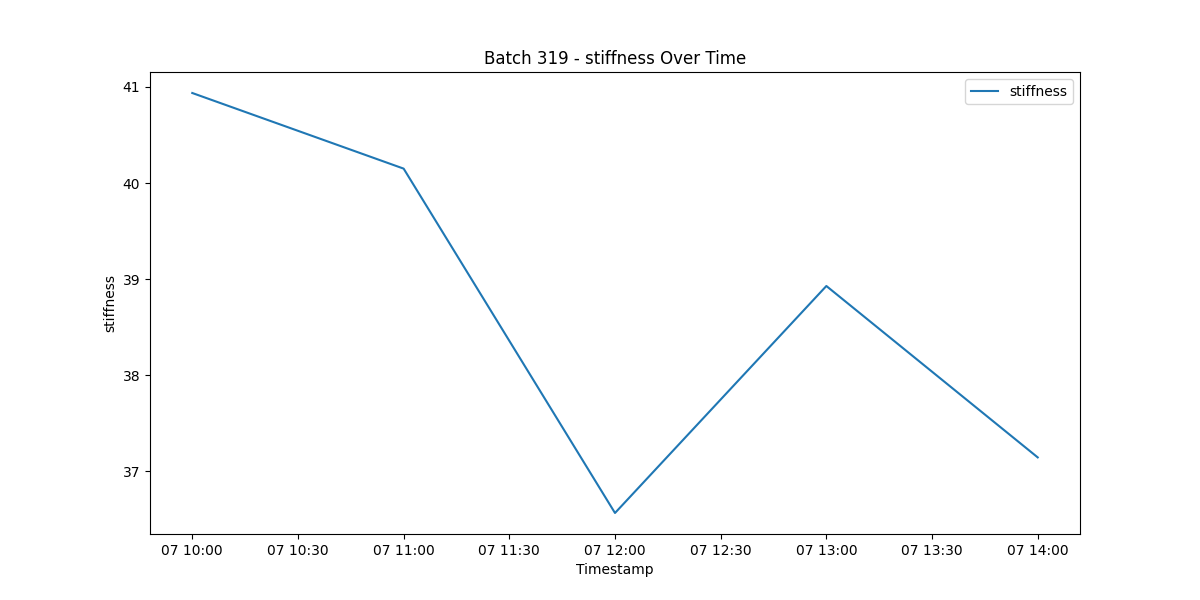 Batch 319 - stiffness Over Time
stiffness
41
40
39
38
37
stiffness
07 10:00 07 10:30 07 11:00 07 11:30 07 12:00 07 12:30 07 13:00 07 13:30 07 14:00
Timestamp